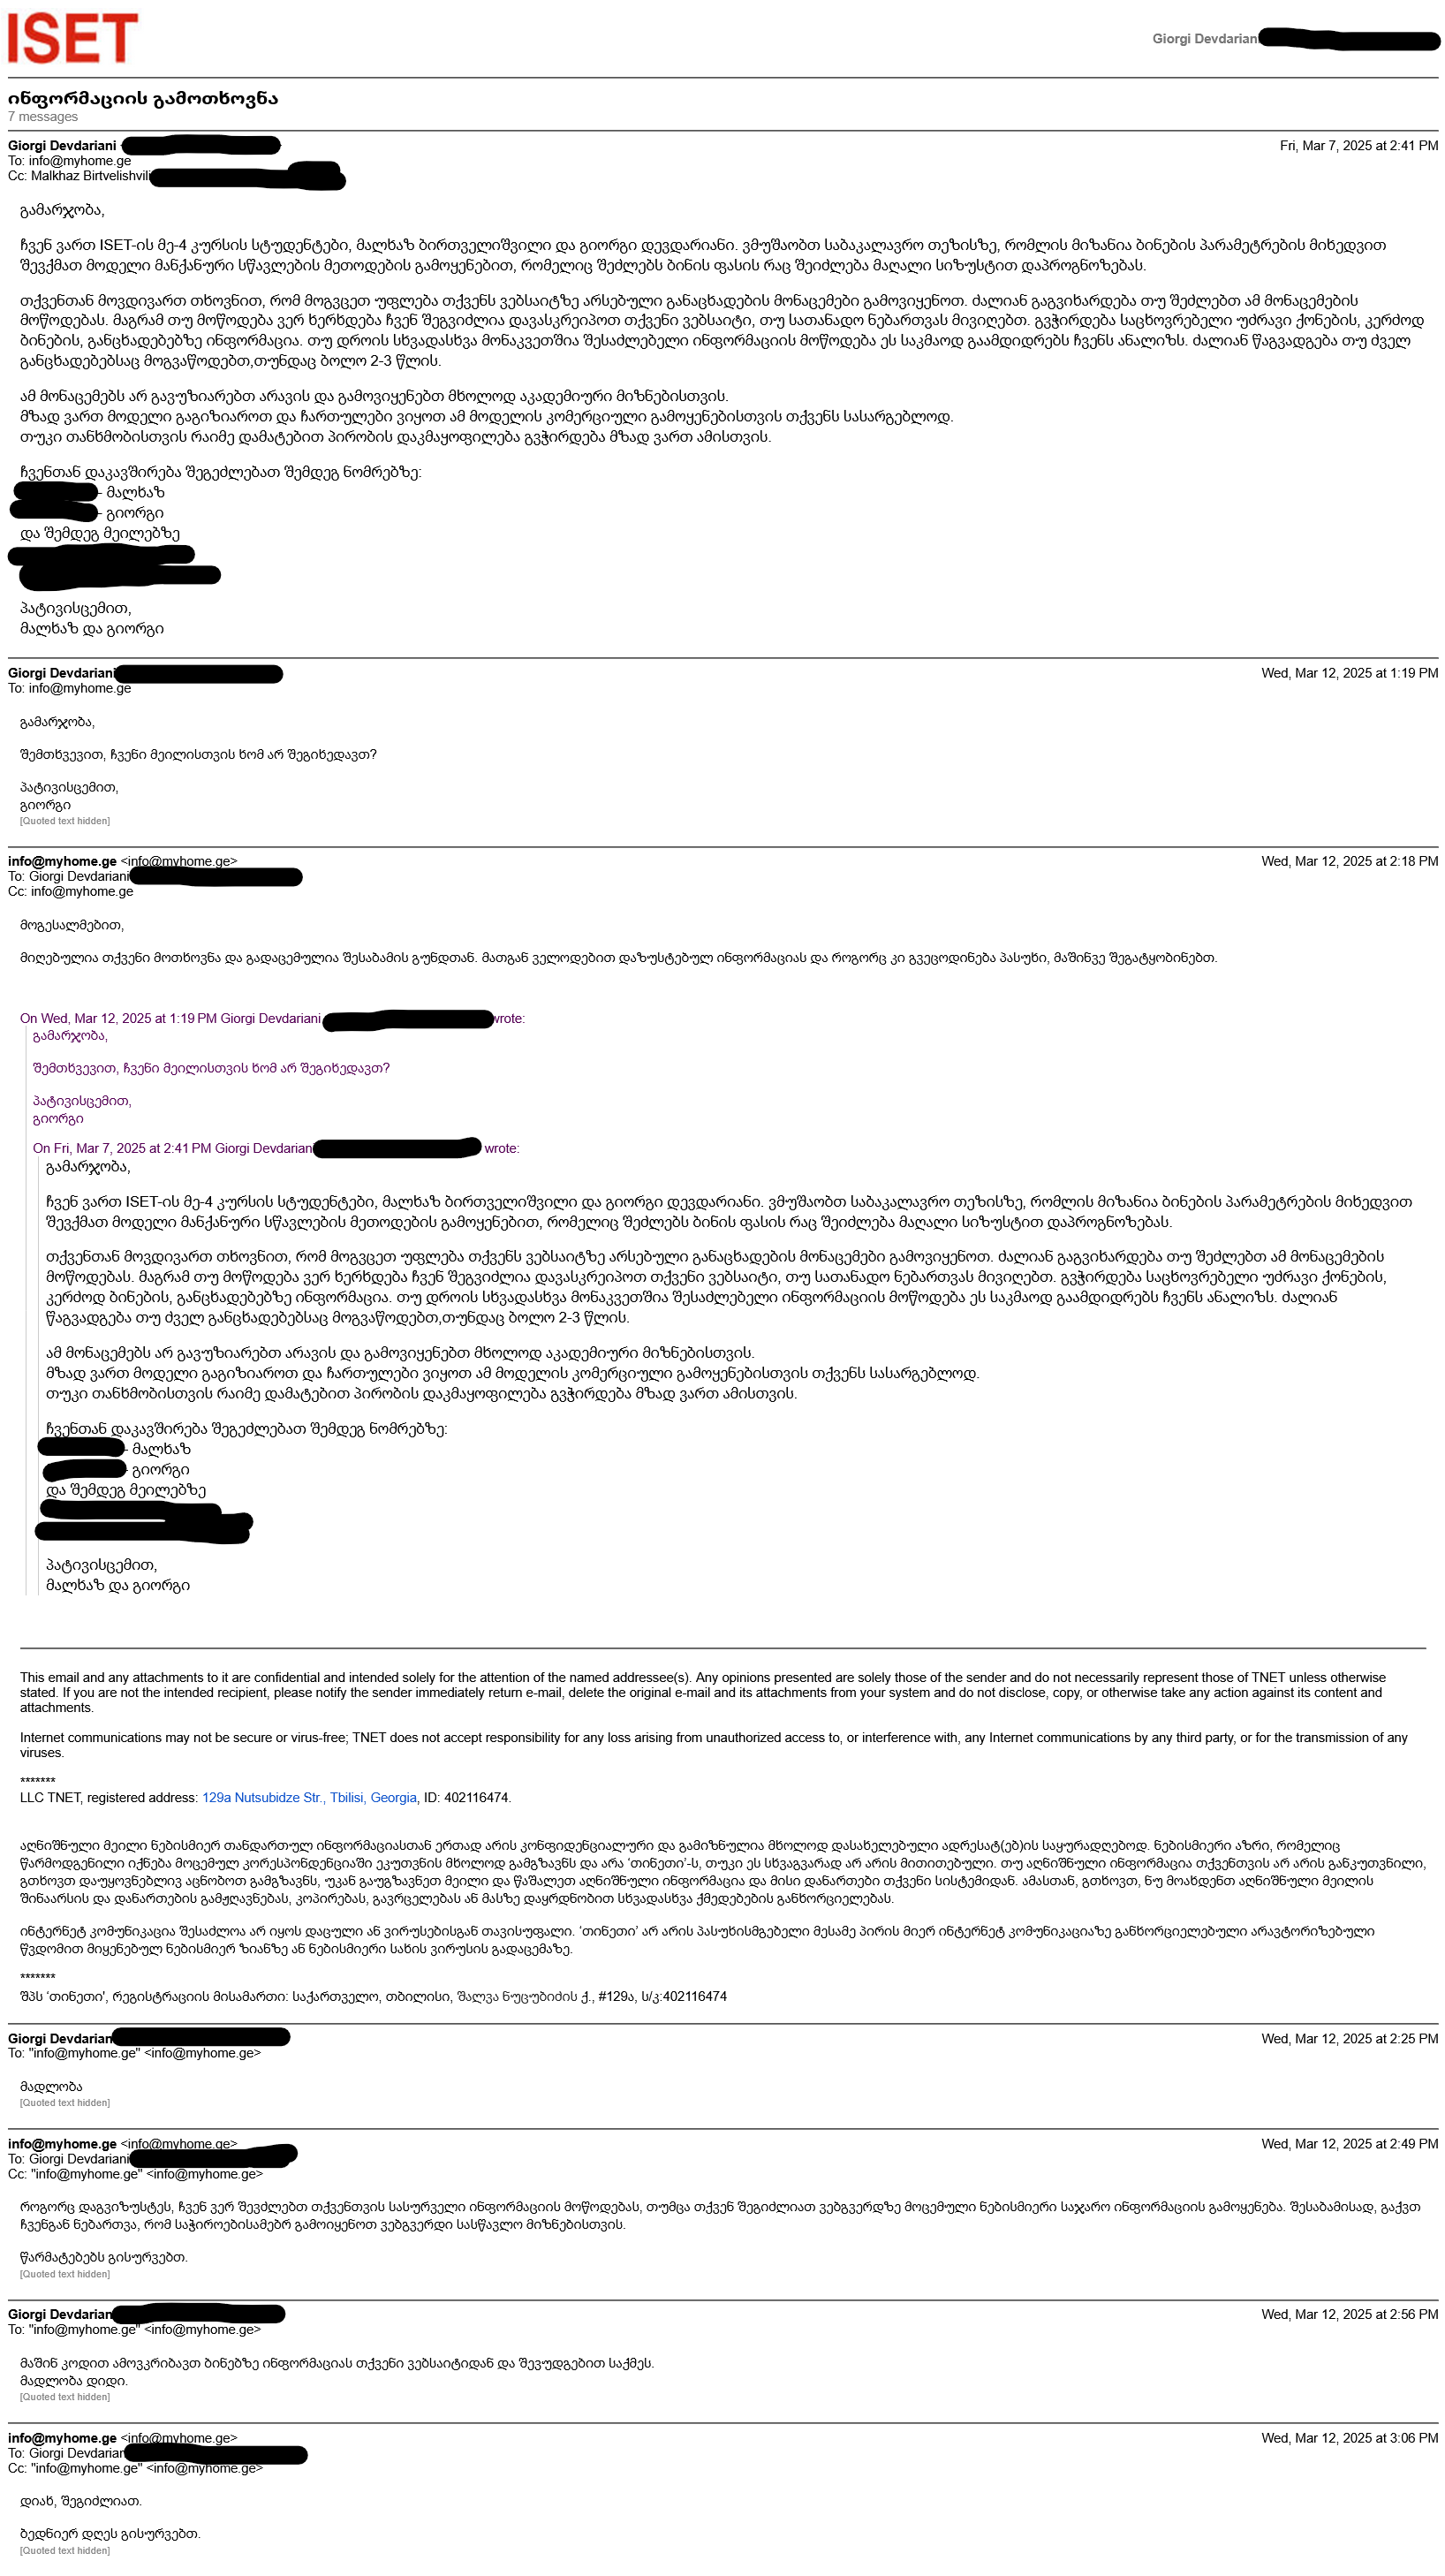 ISET
Giorgi Devdarian
ინფორმაციის გამოთხოვნა
7 messages
Giorgi Devdariani
Fri, Mar 7, 2025 at 2:41 PM
To: info@myhome.ge
Cc: Malkhaz Birtvelishvili
გამარჯობა,
ჩვენ ვართ ISET-ის მე-4 კურსის სტუდენტები, მალხაზ ბირთველიშვილი და გიორგი დევდარიანი. ვმუშაობთ საბაკალავრო თეზისზე, რომლის მიზანია ბინების პარამეტრების მიხედვით
შევქმათ მოდელი მანქანური სწავლების მეთოდების გამოყენებით, რომელიც შეძლებს ბინის ფასის რაც შეიძლება მაღალი სიზუსტით დაპროგნოზებას.
თქვენთან მოვდივართ თხოვნით, რომ მოგვცეთ უფლება თქვენს ვებსაიტზე არსებული განაცხადების მონაცემები გამოვიყენოთ. ძალიან გაგვიხარდება თუ შეძლებთ ამ მონაცემების
მოწოდებას. მაგრამ თუ მოწოდება ვერ ხერხდება ჩვენ შეგვიძლია დავასკრეიპოთ თქვენი ვებსაიტი, თუ სათანადო ნებართვას მივიღებთ. გვჭირდება საცხოვრებელი უძრავი ქონების, კერძოდ
ბინების, განცხადებებზე ინფორმაცია. თუ დროის სხვადასხვა მონაკვეთშია შესაძლებელი ინფორმაციის მოწოდება ეს საკმაოდ გაამდიდრებს ჩვენს ანალიზს. ძალიან წაგვადგება თუ ძველ
განცხადებებსაც მოგვაწოდებთ,თუნდაც ბოლო 2-3 წლის.
ამ მონაცემებს არ გავუზიარებთ არავის და გამოვიყენებთ მხოლოდ აკადემიური მიზნებისთვის.
მზად ვართ მოდელი გაგიზიაროთ და ჩართულები ვიყოთ ამ მოდელის კომერციული გამოყენებისთვის თქვენს სასარგებლოდ.
თუკი თანხმობისთვის რაიმე დამატებით პირობის დაკმაყოფილება გვჭირდება მზად ვართ ამისთვის.
ჩვენთან დაკავშირება შეგეძლებათ შემდეგ ნომრებზე:
- მალხაზ
- გიორგი
და შემდეგ მეილებზე
პატივისცემით,
მალხაზ და გიორგი
Giorgi Devdariani
Wed, Mar 12, 2025 at 1:19 PM
To: info@myhome.ge
გამარჯობა,
შემთხვევით, ჩვენი მეილისთვის ხომ არ შეგიხედავთ?
პატივისცემით,
გიორგი
[Quoted text hidden]
info@myhome.ge <info@myhome.ge>
Wed, Mar 12, 2025 at 2:18 PM
To: Giorgi Devdariani
Cc: info@myhome.ge
მოგესალმებით,
მიღებულია თქვენი მოთხოვნა და გადაცემულია შესაბამის გუნდთან. მათგან ველოდებით დაზუსტებულ ინფორმაციას და როგორც კი გვეცოდინება პასუხი, მაშინვე შეგატყობინებთ.
On Wed, Mar 12, 2025 at 1:19 PM Giorgi Devdariani wrote:
გამარჯობა,
შემთხვევით, ჩვენი მეილისთვის ხომ არ შეგიხედავთ?
პატივისცემით,
გიორგი
On Fri, Mar 7, 2025 at 2:41 PM Giorgi Devdarian wrote:
გამარჯობა,
ჩვენ ვართ ISET-ის მე-4 კურსის სტუდენტები, მალხაზ ბირთველიშვილი და გიორგი დევდარიანი. ვმუშაობთ საბაკალავრო თეზისზე, რომლის მიზანია ბინების პარამეტრების მიხედვით
შევქმათ მოდელი მანქანური სწავლების მეთოდების გამოყენებით, რომელიც შეძლებს ბინის ფასის რაც შეიძლება მაღალი სიზუსტით დაპროგნოზებას.
თქვენთან მოვდივართ თხოვნით, რომ მოგვცეთ უფლება თქვენს ვებსაიტზე არსებული განაცხადების მონაცემები გამოვიყენოთ. ძალიან გაგვიხარდება თუ შეძლებთ ამ მონაცემების
მოწოდებას. მაგრამ თუ მოწოდება ვერ ხერხდება ჩვენ შეგვიძლია დავასკრეიპოთ თქვენი ვებსაიტი, თუ სათანადო ნებართვას მივიღებთ. გვჭირდება საცხოვრებელი უძრავი ქონების,
კერძოდ ბინების, განცხადებებზე ინფორმაცია. თუ დროის სხვადასხვა მონაკვეთშია შესაძლებელი ინფორმაციის მოწოდება ეს საკმაოდ გაამდიდრებს ჩვენს ანალიზს. ძალიან
წაგვადგება თუ ძველ განცხადებებსაც მოგვაწოდებთ,თუნდაც ბოლო 2-3 წლის.
ამ მონაცემებს არ გავუზიარებთ არავის და გამოვიყენებთ მხოლოდ აკადემიური მიზნებისთვის.
მზად ვართ მოდელი გაგიზიაროთ და ჩართულები ვიყოთ ამ მოდელის კომერციული გამოყენებისთვის თქვენს სასარგებლოდ.
თუკი თანხმობისთვის რაიმე დამატებით პირობის დაკმაყოფილება გვჭირდება მზად ვართ ამისთვის.
ჩვენთან დაკავშირება შეგეძლებათ შემდეგ ნომრებზე:
- მალხაზ
- გიორგი
და შემდეგ მეილებზე
პატივისცემით,
მალხაზ და გიორგი
This email and any attachments to it are confidential and intended solely for the attention of the named addressee(s). Any opinions presented are solely those of the sender and do not necessarily represent those of TNET unless otherwise
stated. If you are not the intended recipient, please notify the sender immediately return e-mail, delete the original e-mail and its attachments from your system and do not disclose, copy, or otherwise take any action against its content and
attachments.
Internet communications may not be secure or virus-free; TNET does not accept responsibility for any loss arising from unauthorized access to, or interference with, any Internet communications by any third party, or for the transmission of any
viruses.
*******
LLC TNET, registered address: 129a Nutsubidze Str., Tbilisi, Georgia, ID: 402116474.
აღნიშნული მეილი ნებისმიერ თანდართულ ინფორმაციასთან ერთად არის კონფიდენციალური და გამიზნულია მხოლოდ დასახელებული ადრესატ(ებ)ის საყურადღებოდ. ნებისმიერი აზრი, რომელიც
წარმოდგენილი იქნება მოცემულ კორესპონდენციაში ეკუთვნის მხოლოდ გამგზავნს და არა ‘თინეთი’-ს, თუკი ეს სხვაგვარად არ არის მითითებული. თუ აღნიშნული ინფორმაცია თქვენთვის არ არის განკუთვნილი,
გთხოვთ დაუყოვნებლივ აცნობოთ გამგზავნს, უკან გაუგზავნეთ მეილი და წაშალეთ აღნიშნული ინფორმაცია და მისი დანართები თქვენი სისტემიდან. ამასთან, გთხოვთ, ნუ მოახდენთ აღნიშნული მეილის
შინაარსის და დანართების გამჟღავნებას, კოპირებას, გავრცელებას ან მასზე დაყრდნობით სხვადასხვა ქმედებების განხორციელებას.
ინტერნეტ კომუნიკაცია შესაძლოა არ იყოს დაცული ან ვირუსებისგან თავისუფალი. ‘თინეთი’ არ არის პასუხისმგებელი მესამე პირის მიერ ინტერნეტ კომუნიკაციაზე განხორციელებული არავტორიზებული
წვდომით მიყენებულ ნებისმიერ ზიანზე ან ნებისმიერი სახის ვირუსის გადაცემაზე.
*******
შპს ‘თინეთი', რეგისტრაციის მისამართი: საქართველო, თბილისი, შალვა ნუცუბიძის ქ., #129ა, ს/კ:402116474
Giorgi Devdarian
Wed, Mar 12, 2025 at 2:25 PM
To: "info@myhome.ge" <info@myhome.ge>
მადლობა
[Quoted text hidden]
info@myhome.ge <info@myhome.ge>
Wed, Mar 12, 2025 at 2:49 PM
To: Giorgi Devdariani
Cc: "info@myhome.ge" <info@myhome.ge>
როგორც დაგვიზუსტეს, ჩვენ ვერ შევძლებთ თქვენთვის სასურველი ინფორმაციის მოწოდებას, თუმცა თქვენ შეგიძლიათ ვებგვერდზე მოცემული ნებისმიერი საჯარო ინფორმაციის გამოყენება. შესაბამისად, გაქვთ
ჩვენგან ნებართვა, რომ საჭიროებისამებრ გამოიყენოთ ვებგვერდი სასწავლო მიზნებისთვის.
წარმატებებს გისურვებთ.
[Quoted text hidden]
Giorgi Devdarian
Wed, Mar 12, 2025 at 2:56 PM
To: "info@myhome.ge" <info@myhome.ge>
მაშინ კოდით ამოვკრიბავთ ბინებზე ინფორმაციას თქვენი ვებსაიტიდან და შევუდგებით საქმეს.
მადლობა დიდი.
[Quoted text hidden]
info@myhome.ge <info@myhome.ge>
Wed, Mar 12, 2025 at 3:06 PM
To: Giorgi Devdarian
Cc: "info@myhome.ge" <info@myhome.ge>
დიახ, შეგიძლიათ.
ბედნიერ დღეს გისურვებთ.
[Quoted text hidden]